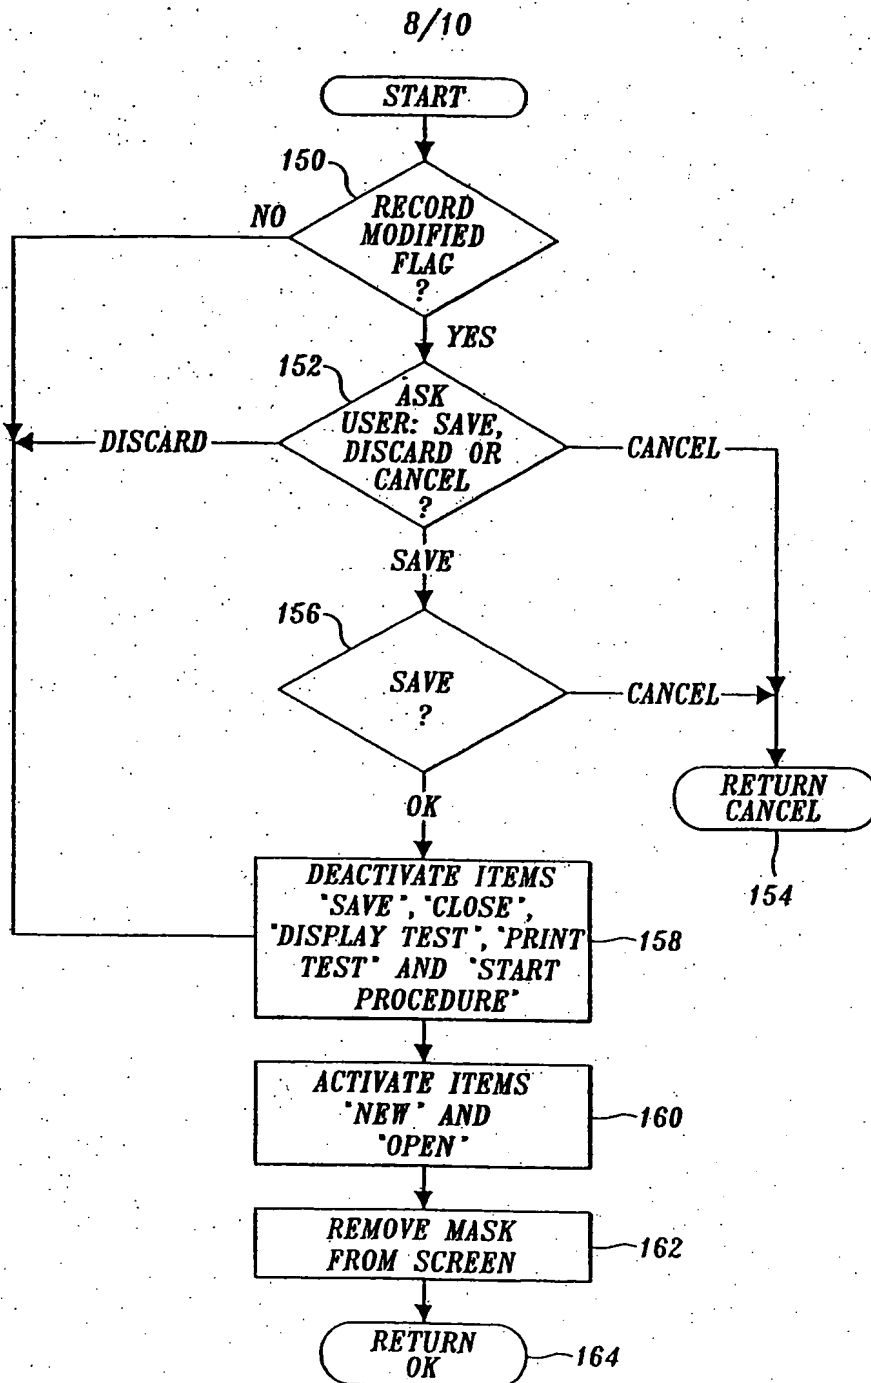 8/10
START
150
RECORD
MODIFIED
FLAG
?
NO
YES
152
ASK
USER: SAVE,
DISCARD OR
CANCEL
?
DISCARD
CANCEL
SAVE
156
SAVE
?
CANCEL
OK
RETURN
CANCEL
154
DEACTIVATE ITEMS
"SAVE", "CLOSE",
"DISPLAY TEST", "PRINT
TEST" AND "START
PROCEDURE"
158
ACTIVATE ITEMS
"NEW" AND
"OPEN"
160
REMOVE MASK
FROM SCREEN
162
RETURN
OK
164